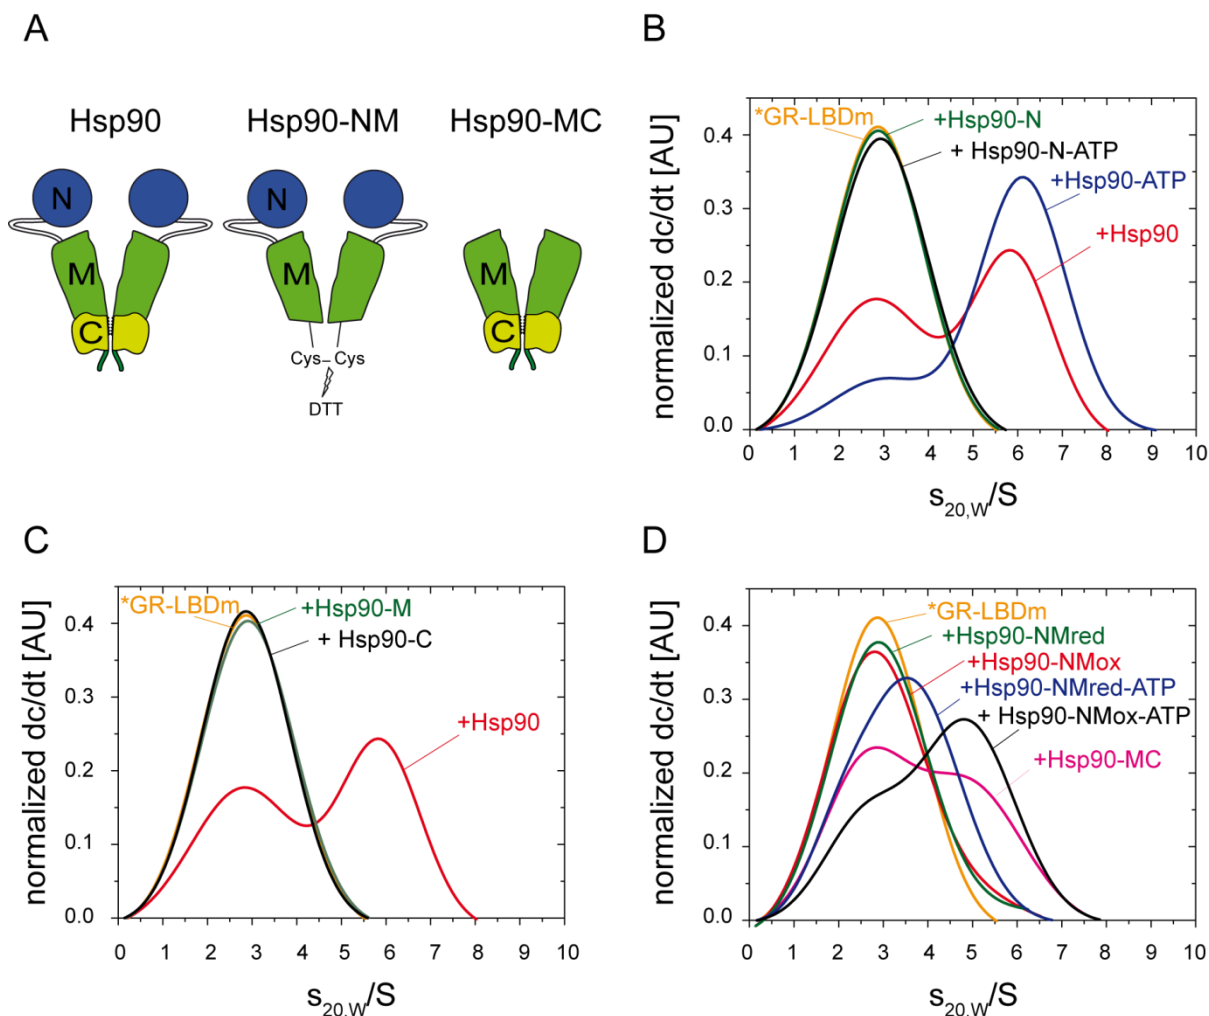 A
Hsp90
Hsp90-NM
Hsp90-MC
N
M
C
N
M
Cys
Cys
DTT
M
C
B
normalized dc/dt [AU]
0.4
0.3
0.2
0.1
0.0
*GR-LBDm
+Hsp90-N
+ Hsp90-N-ATP
+Hsp90-ATP
+Hsp90
0 1 2 3 4 5 6 7 8 9 10
s20,W/S
C
normalized dc/dt [AU]
0.4
0.3
0.2
0.1
0.0
*GR-LBDm
+Hsp90-M
+ Hsp90-C
+Hsp90
0 1 2 3 4 5 6 7 8 9 10
s20,W/S
D
normalized dc/dt [AU]
0.4
0.3
0.2
0.1
0.0
*GR-LBDm
+Hsp90-NMred
+Hsp90-NMox
+Hsp90-NMred-ATP
+ Hsp90-NMox-ATP
+Hsp90-MC
0 1 2 3 4 5 6 7 8 9 10
s20,W/S